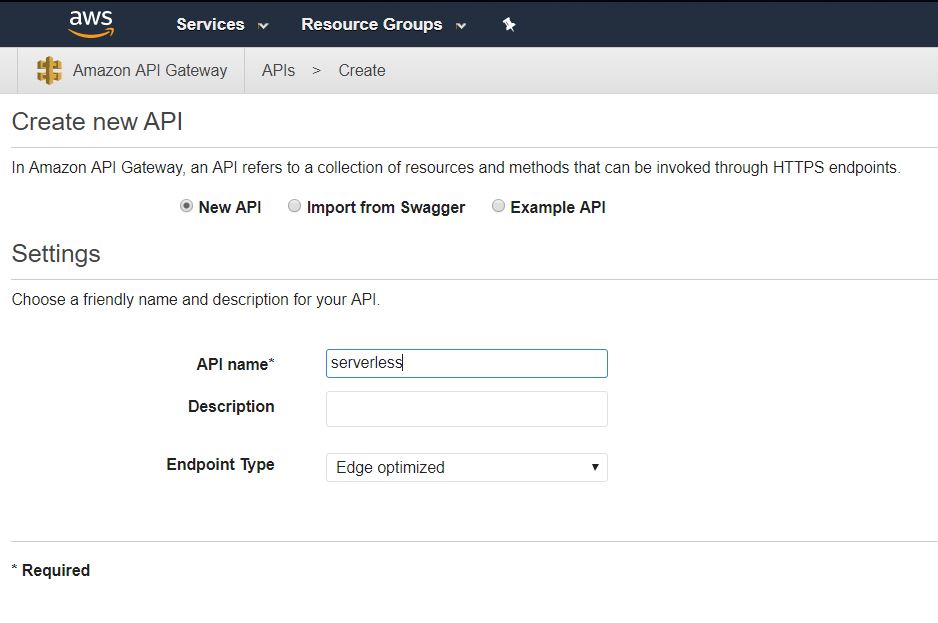 aws Services Resource Groups
Amazon API Gateway APIs > Create
Create new API
In Amazon API Gateway, an API refers to a collection of resources and methods that can be invoked through HTTPS endpoints.
New API Import from Swagger Example API
Settings
Choose a friendly name and description for your API.
API name* serverless
Description
Endpoint Type Edge optimized
* Required